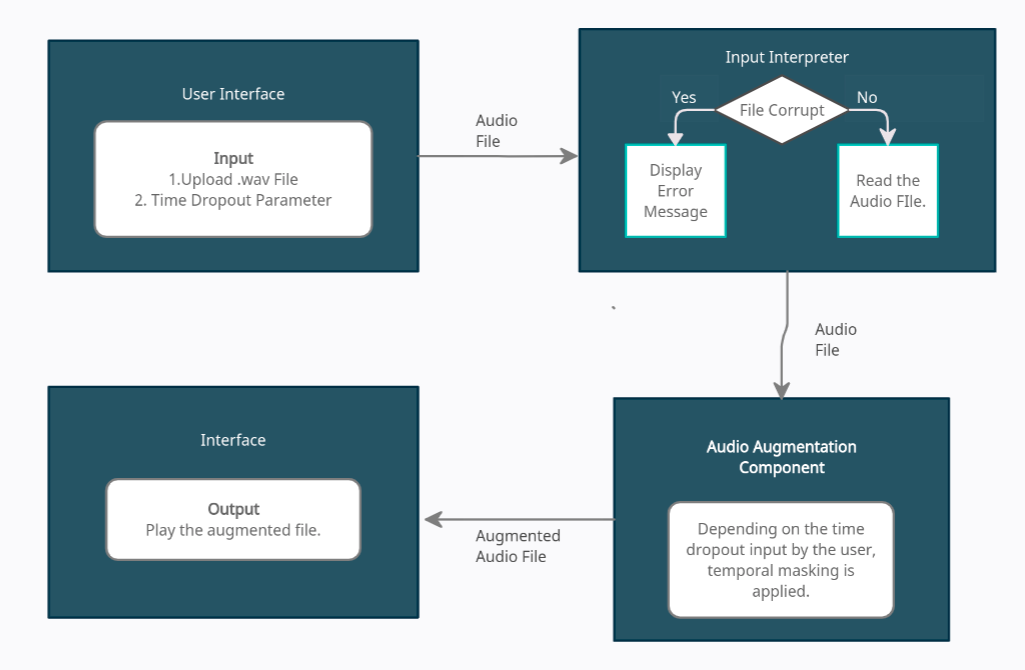 User Interface
Input
1.Upload .wav File
2. Time Dropout Parameter
Audio
File
Input Interpreter
File Corrupt
Yes
No
Display
Error
Message
Read the
Audio FIle.
`
Audio
File
Audio Augmentation
Component
Depending on the time
dropout input by the user,
temporal masking is
applied.
Augmented
Audio File
Interface
Output
Play the augmented file.